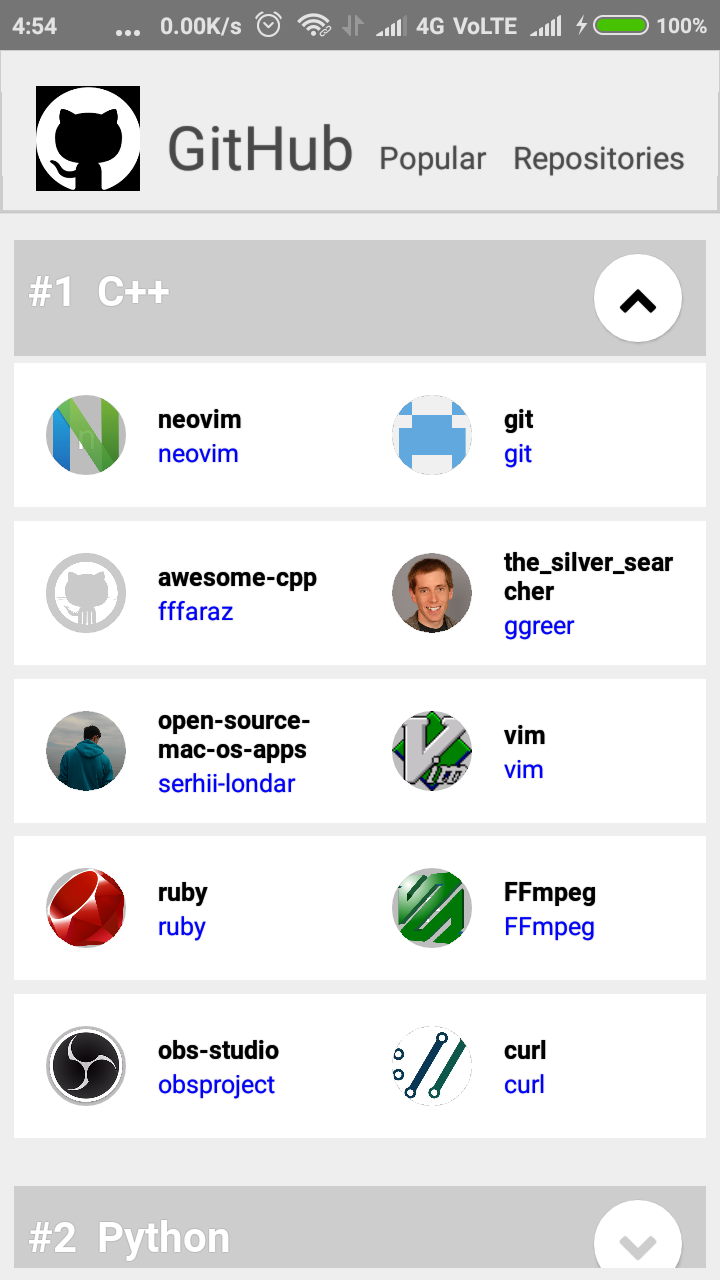 4:54 ... 0.00K/s 4G VoLTE 100%
GitHub Popular Repositories
#1 C++
neovim
neovim
git
git
awesome-cpp
fffaraz
the_silver_sear
cher
ggreer
open-source-
mac-os-apps
serhii-londar
vim
vim
ruby
ruby
FFmpeg
FFmpeg
obs-studio
obsproject
curl
curl
#2 Python